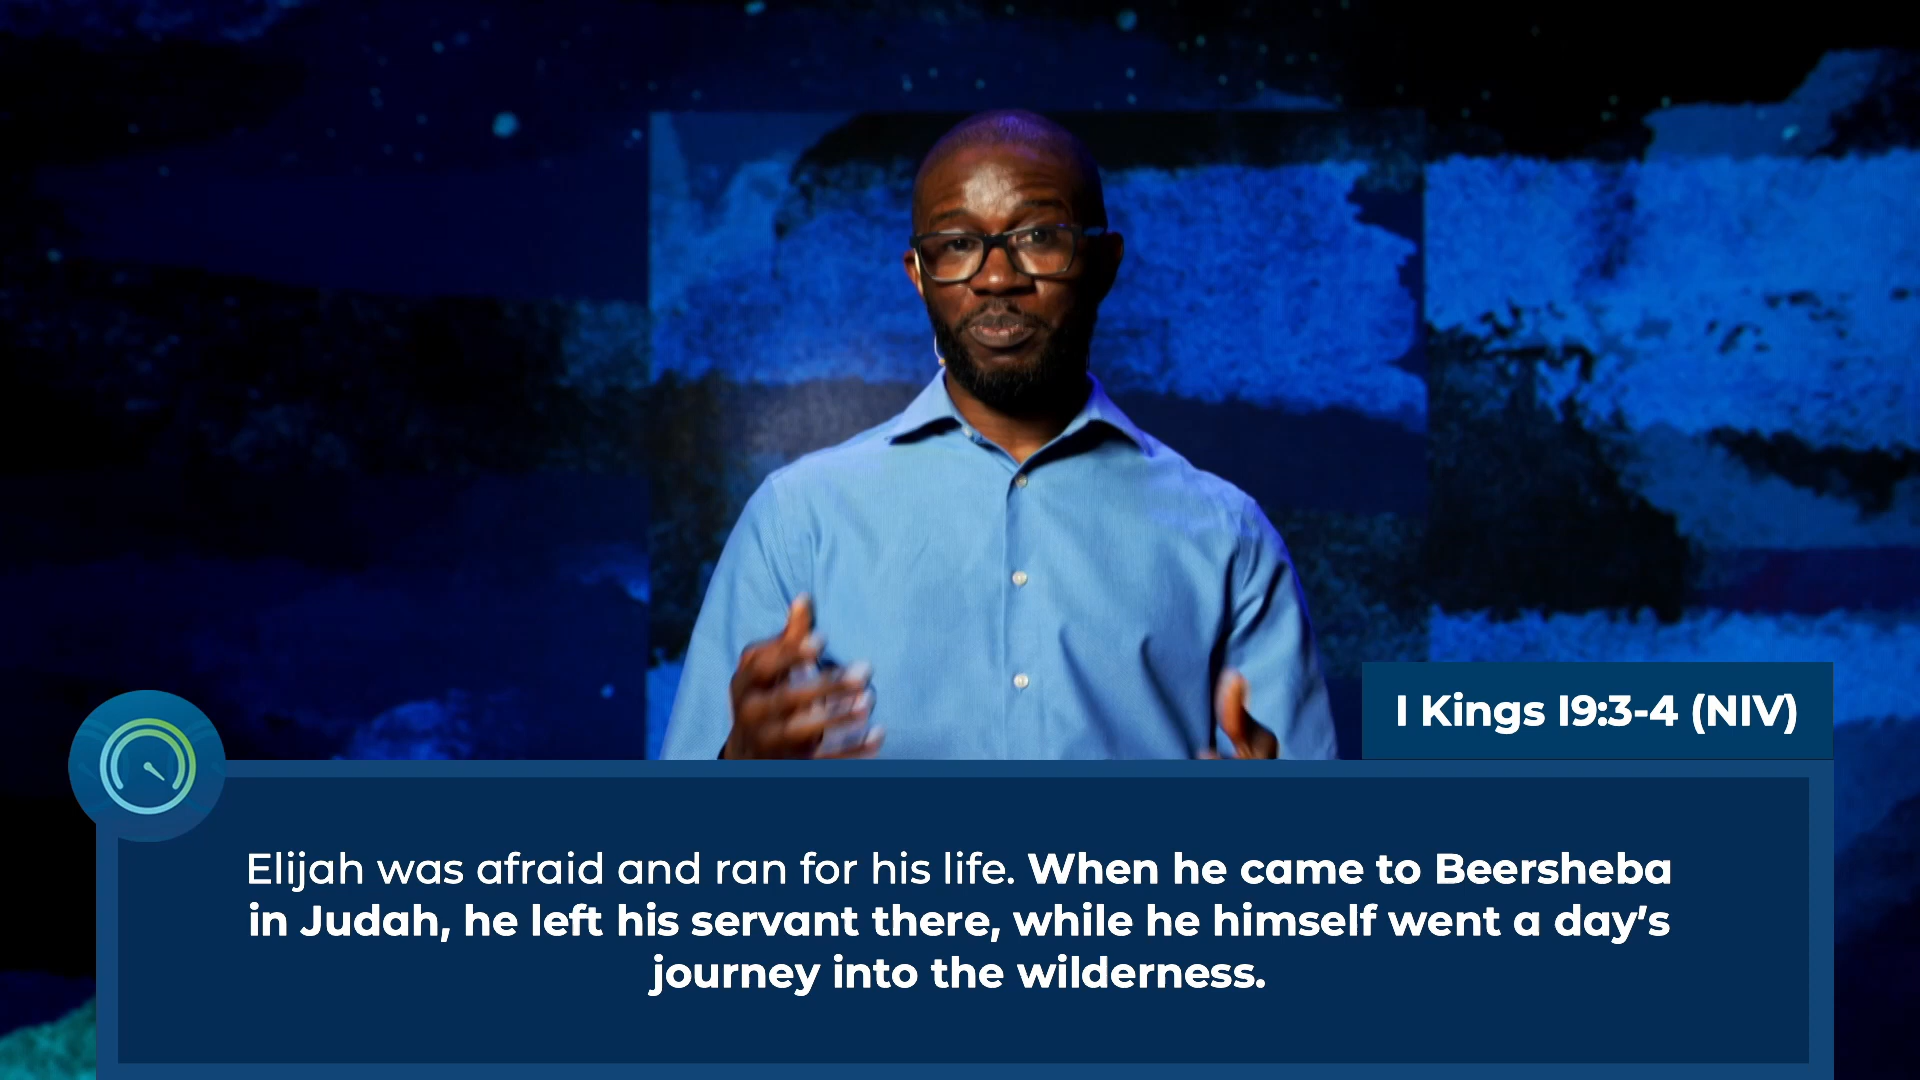 I Kings I9:3-4 (NIV)
Elijah was afraid and ran for his life. When he came to Beersheba
in Judah, he left his servant there, while he himself went a day's
journey into the wilderness.